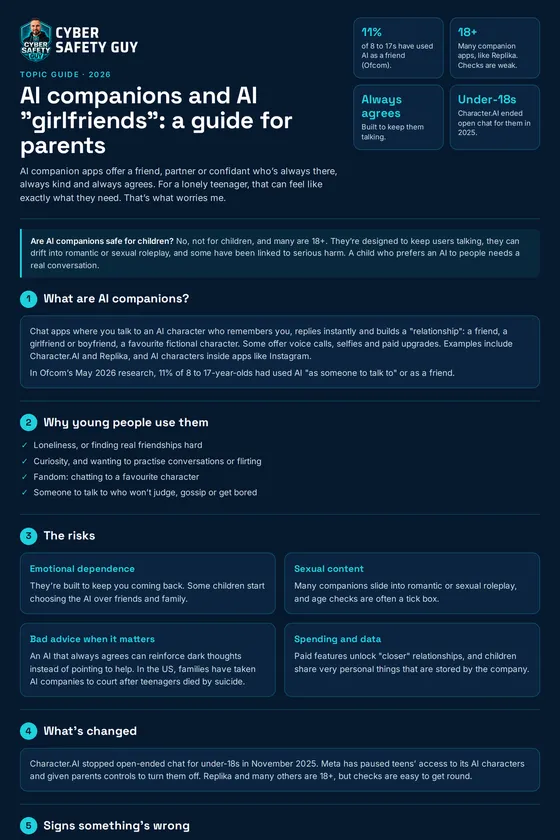 CYBER
SAFETY GUY
CYBER
SAFETY
GUY
TOPIC GUIDE · 2026
AI companions and AI
"girlfriends": a guide for
parents
AI companion apps offer a friend, partner or confidant who's always there,
always kind and always agrees. For a lonely teenager, that can feel like
exactly what they need. That's what worries me.
11%
of 8 to 17s have used
AI as a friend
(Ofcom).
18+
Many companion
apps, like Replika.
Checks are weak.
Always
agrees
Built to keep them
talking.
Under-18s
Character.AI ended
open chat for them in
2025.
Are AI companions safe for children? No, not for children, and many are 18+. They're designed to keep users talking, they can
drift into romantic or sexual roleplay, and some have been linked to serious harm. A child who prefers an AI to people needs a
real conversation.
1 What are AI companions?
Chat apps where you talk to an AI character who remembers you, replies instantly and builds a "relationship": a friend, a
girlfriend or boyfriend, a favourite fictional character. Some offer voice calls, selfies and paid upgrades. Examples include
Character.AI and Replika, and AI characters inside apps like Instagram.
In Ofcom's May 2026 research, 11% of 8 to 17-year-olds had used AI "as someone to talk to" or as a friend.
2 Why young people use them
✓ Loneliness, or finding real friendships hard
✓ Curiosity, and wanting to practise conversations or flirting
✓ Fandom: chatting to a favourite character
✓ Someone to talk to who won't judge, gossip or get bored
3 The risks
Emotional dependence
They're built to keep you coming back. Some children start
choosing the AI over friends and family.
Sexual content
Many companions slide into romantic or sexual roleplay,
and age checks are often a tick box.
Bad advice when it matters
An AI that always agrees can reinforce dark thoughts
instead of pointing to help. In the US, families have taken
AI companies to court after teenagers died by suicide.
Spending and data
Paid features unlock "closer" relationships, and children
share very personal things that are stored by the company.
4 What's changed
Character.AI stopped open-ended chat for under-18s in November 2025. Meta has paused teens' access to its AI characters
and given parents controls to turn them off. Replika and many others are 18+, but checks are easy to get round.
5 Signs something's wrong